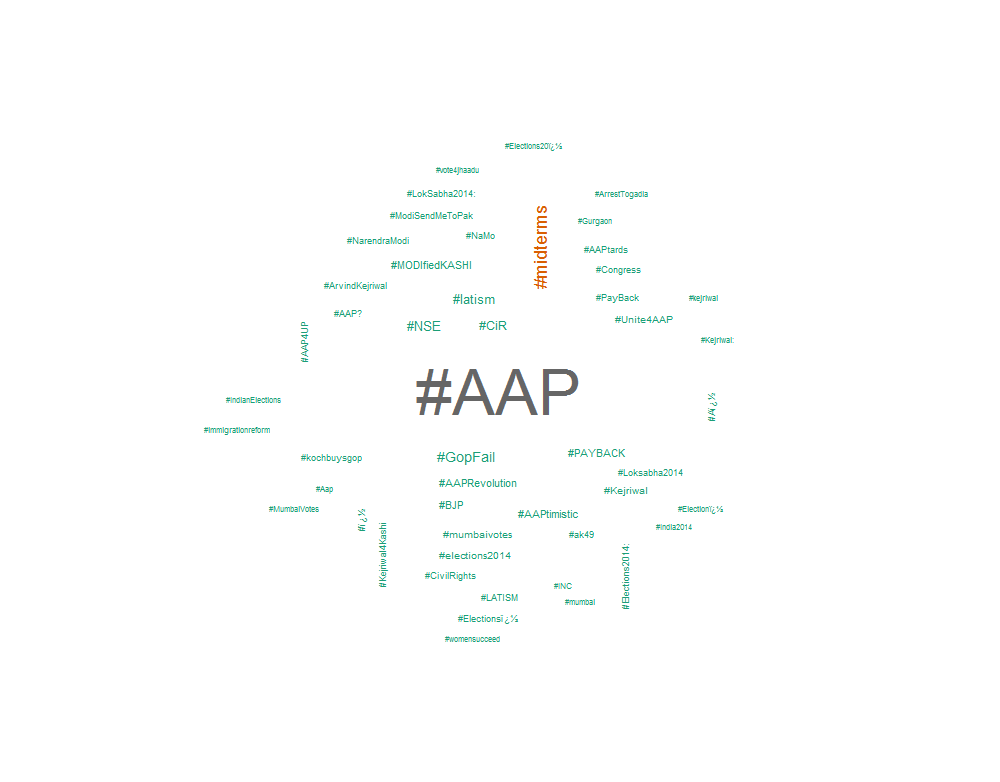 #Elections20ï¿½
#vote4jhaadu
#LokSabha2014:
#ArrestTogadia
#midterms
#ModiSendMeToPak
#Gurgaon
#NaMo
#NarendraModi
#AAPtards
#MODIfiedKASHI
#Congress
#ArvindKejriwal
#latism
#PayBack
#kejriwal
#AAP?
#Unite4AAP
#NSE
#CiR
#AAP4UP
#Kejriwal:
#AAP
#IndianElections
#Aï¿½
#immigrationreform
#kochbuysgop
#GopFail
#PAYBACK
#Loksabha2014
#AAPRevolution
#Aap
#Kejriwal
#BJP
#MumbaiVotes
#Electionï¿½
#AAPtimistic
#ï¿½
#India2014
#mumbaivotes
#ak49
#Kejriwal4Kashi
#elections2014
#CivilRights
#Elections2014:
#INC
#LATISM
#mumbai
#Electionsï¿½
#womensucceed